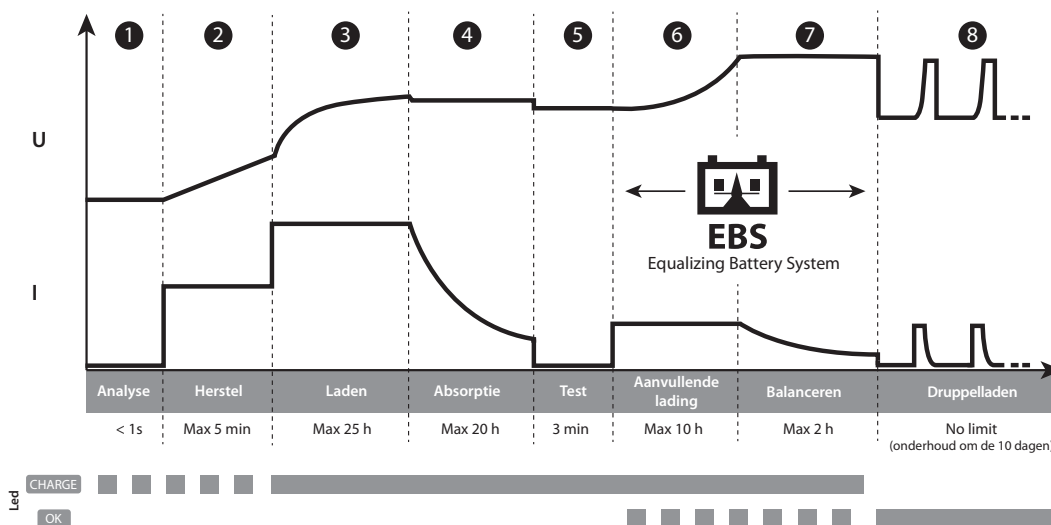 1 2 3 4 5 6 7 8
U
EBS
Equalizing Battery System
I
Analyse Herstel Laden Absorptie Test Aanvullende lading Balanceren Druppelladen
< 1s Max 5 min Max 25 h Max 20 h 3 min Max 10 h Max 2 h No limit
(onderhoud om de 10 dagen)
Led
CHARGE
OK